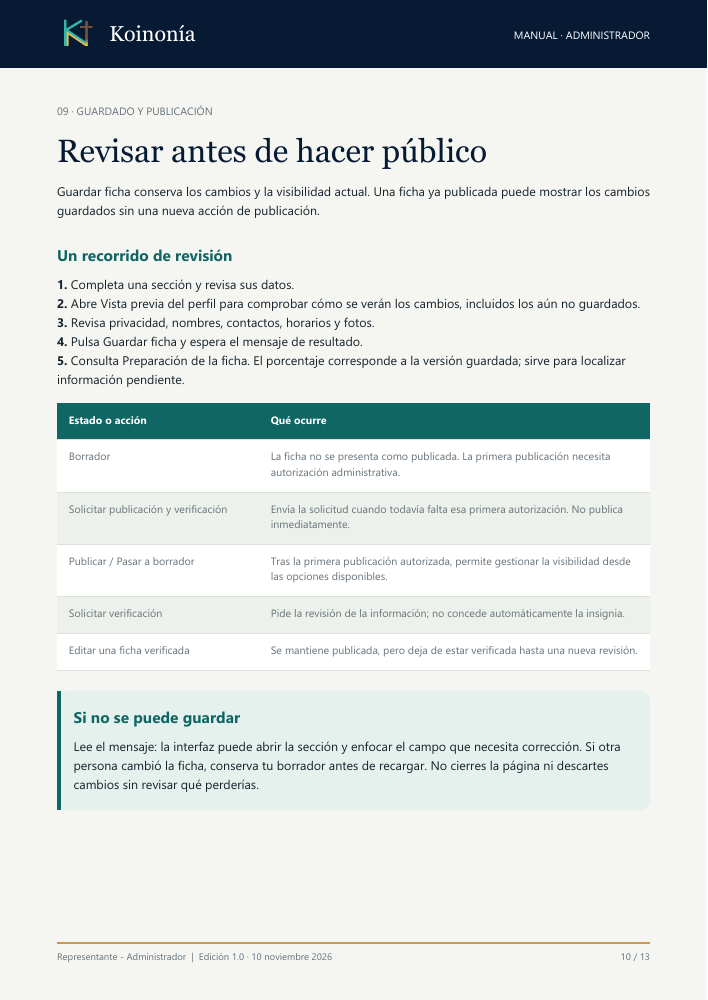 Koinonía
MANUAL · ADMINISTRADOR
09 · GUARDADO Y PUBLICACIÓN
Revisar antes de hacer público
Guardar ficha conserva los cambios y la visibilidad actual. Una ficha ya publicada puede mostrar los cambios
guardados sin una nueva acción de publicación.
Un recorrido de revisión
1. Completa una sección y revisa sus datos.
2. Abre Vista previa del perfil para comprobar cómo se verán los cambios, incluidos los aún no guardados.
3. Revisa privacidad, nombres, contactos, horarios y fotos.
4. Pulsa Guardar ficha y espera el mensaje de resultado.
5. Consulta Preparación de la ficha. El porcentaje corresponde a la versión guardada; sirve para localizar
información pendiente.
Estado o acción
Qué ocurre
Borrador
La ficha no se presenta como publicada. La primera publicación necesita
autorización administrativa.
Solicitar publicación y verificación
Envía la solicitud cuando todavía falta esa primera autorización. No publica
inmediatamente.
Publicar / Pasar a borrador
Tras la primera publicación autorizada, permite gestionar la visibilidad desde
las opciones disponibles.
Solicitar verificación
Pide la revisión de la información; no concede automáticamente la insignia.
Editar una ficha verificada
Se mantiene publicada, pero deja de estar verificada hasta una nueva revisión.
Si no se puede guardar
Lee el mensaje: la interfaz puede abrir la sección y enfocar el campo que necesita corrección. Si otra
persona cambió la ficha, conserva tu borrador antes de recargar. No cierres la página ni descartes
cambios sin revisar qué perderías.
Representante - Administrador | Edición 1.0 · 10 noviembre 2026
10 / 13